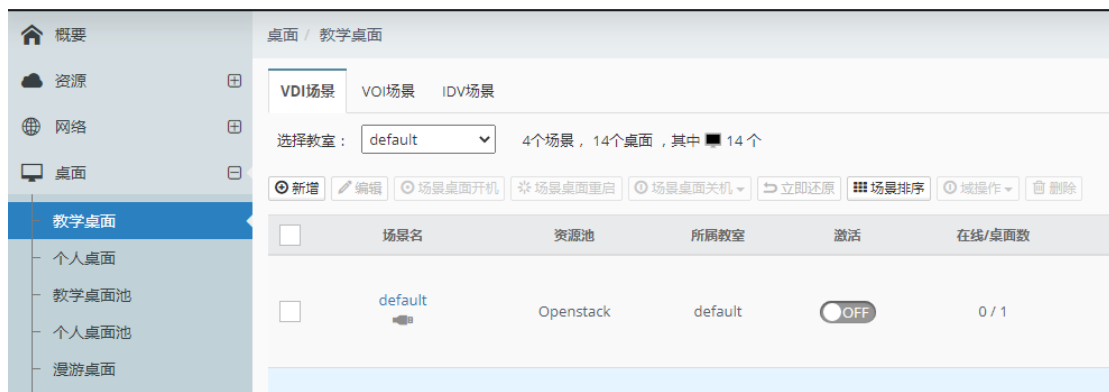 概要
资源
网络
桌面
教学桌面
个人桌面
教学桌面池
个人桌面池
漫游桌面
桌面 / 教学桌面
VDI场景 VOI场景 IDV场景
选择教室： default 4个场景 ，14个桌面 ，其中 14 个
新增 编辑 场景桌面开机 场景桌面重启 场景桌面关机 立即还原 场景排序 域操作 删除
场景名 资源池 所属教室 激活 在线/桌面数
default Openstack default OFF 0 / 1